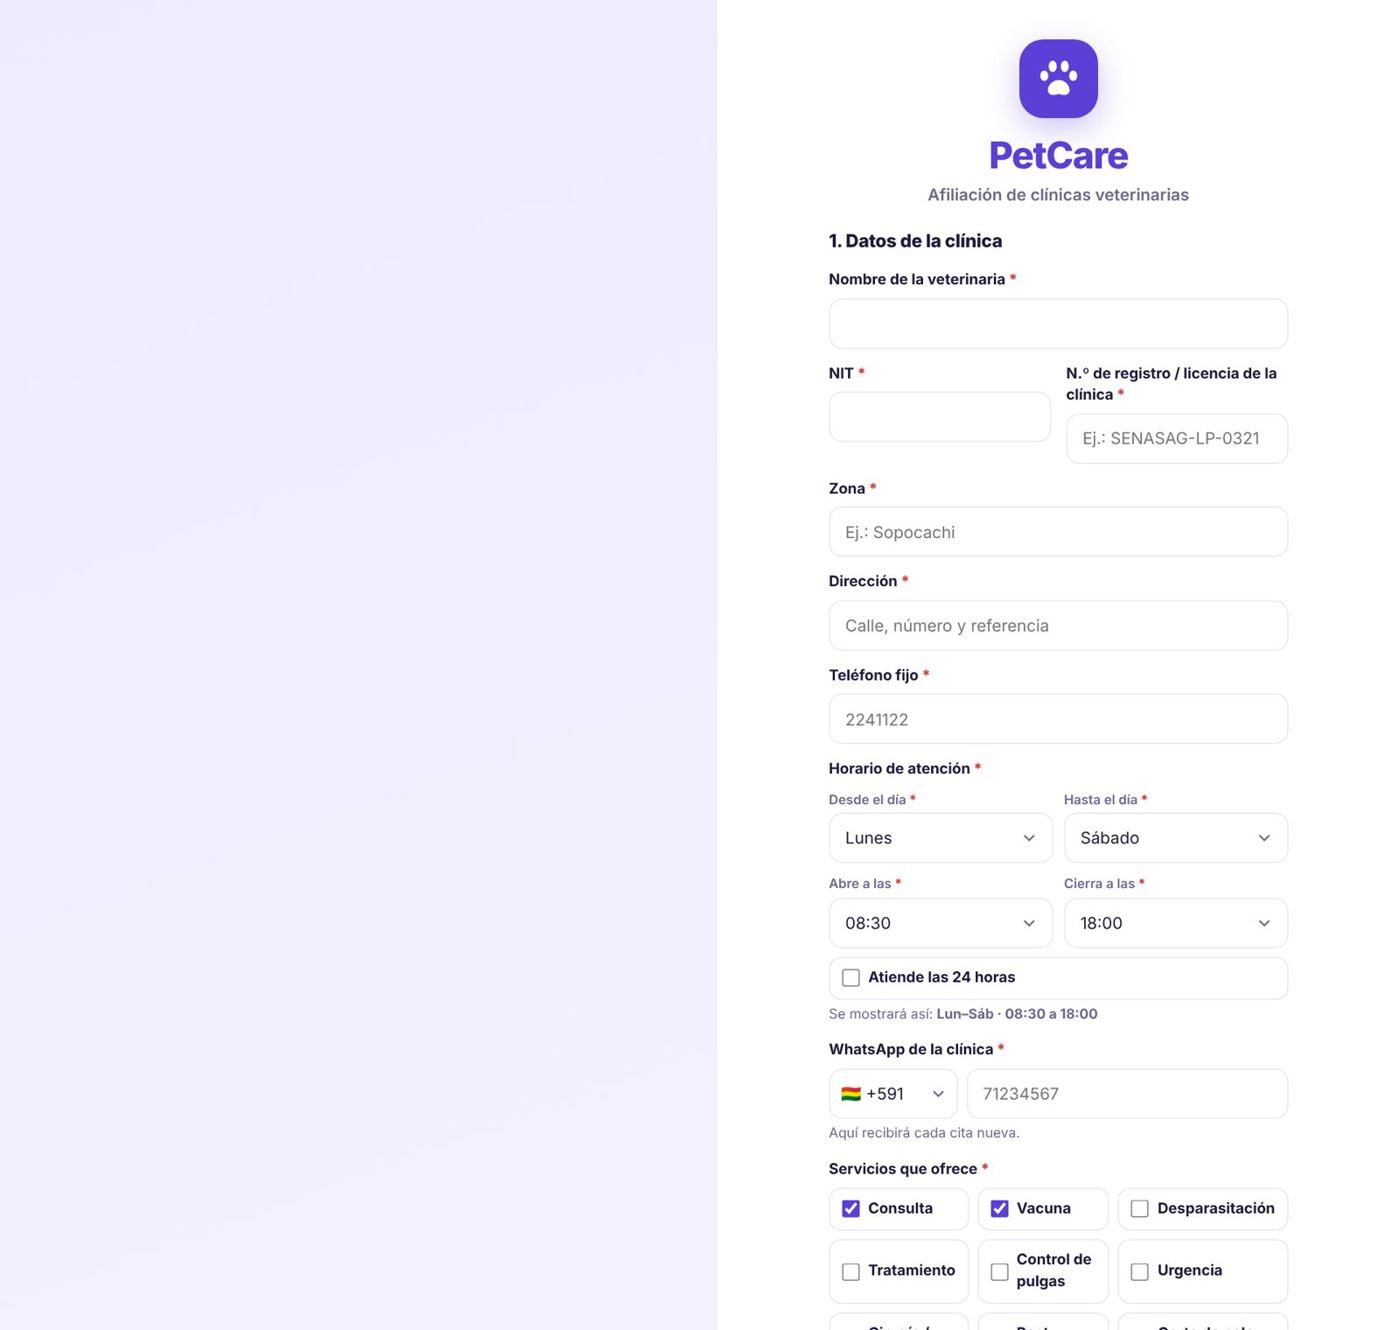 PetCare
Afiliación de clínicas veterinarias
1. Datos de la clínica
Nombre de la veterinaria *
NIT *
N.º de registro / licencia de la
clínica *
Ej.: SENASAG-LP-0321
Zona *
Ej.: Sopocachi
Dirección *
Calle, número y referencia
Teléfono fijo *
2241122
Horario de atención *
Desde el día *
Hasta el día *
Lunes
Sábado
Abre a las *
Cierra a las *
08:30
18:00
Atiende las 24 horas
Se mostrará así: Lun–Sáb · 08:30 a 18:00
WhatsApp de la clínica *
+591
71234567
Aquí recibirá cada cita nueva.
Servicios que ofrece *
Consulta
Vacuna
Desparasitación
Tratamiento
Control de
pulgas
Urgencia